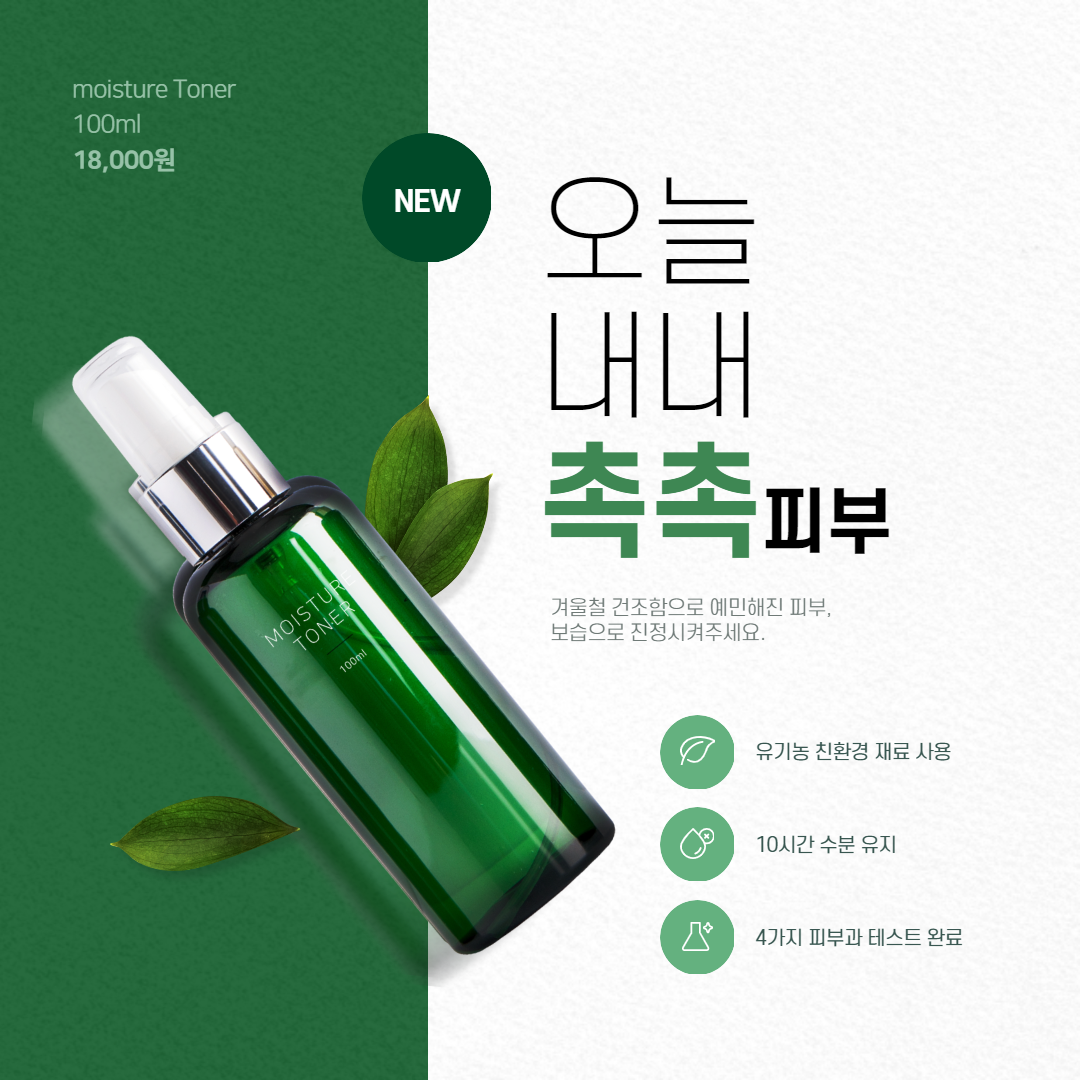 moisture Toner
100ml
18,000원
NEW
오늘
내내
촉촉피부
겨울철 건조함으로 예민해진 피부,
보습으로 진정시켜주세요.
MOISTURE
TONER
100ml
유기농 친환경 재료 사용
10시간 수분 유지
4가지 피부과 테스트 완료